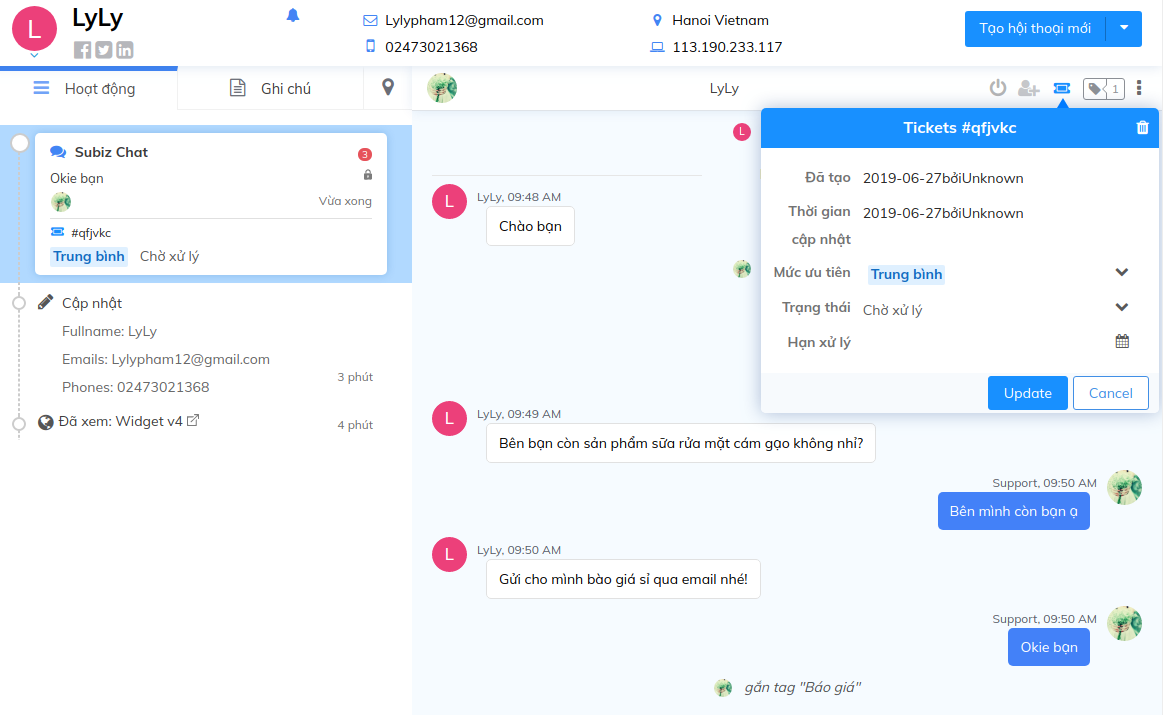 L
LyLy
Lylypham12@gmail.com
02473021368
Hanoi Vietnam
113.190.233.117
Tạo hội thoại mới
Hoạt động
Ghi chú
LyLy
1
Subiz Chat
3
Okie bạn
Vừa xong
#qfjvkc
Trung bình Chờ xử lý
Cập nhật
Fullname: LyLy
Emails: Lylypham12@gmail.com
Phones: 02473021368
3 phút
Đã xem: Widget v4
4 phút
L
L
LyLy, 09:48 AM
Chào bạn
L
LyLy, 09:49 AM
Bên bạn còn sản phẩm sữa rửa mặt cám gạo không nhỉ?
Support, 09:50 AM
Bên mình còn bạn ạ
L
LyLy, 09:50 AM
Gửi cho mình bào giá sỉ qua email nhé!
Support, 09:50 AM
Okie bạn
gắn tag "Báo giá"
Tickets #qfjvkc
Đã tạo 2019-06-27bởiUnknown
Thời gian
cập nhật
2019-06-27bởiUnknown
Mức ưu tiên Trung bình
Trạng thái Chờ xử lý
Hạn xử lý
Update Cancel